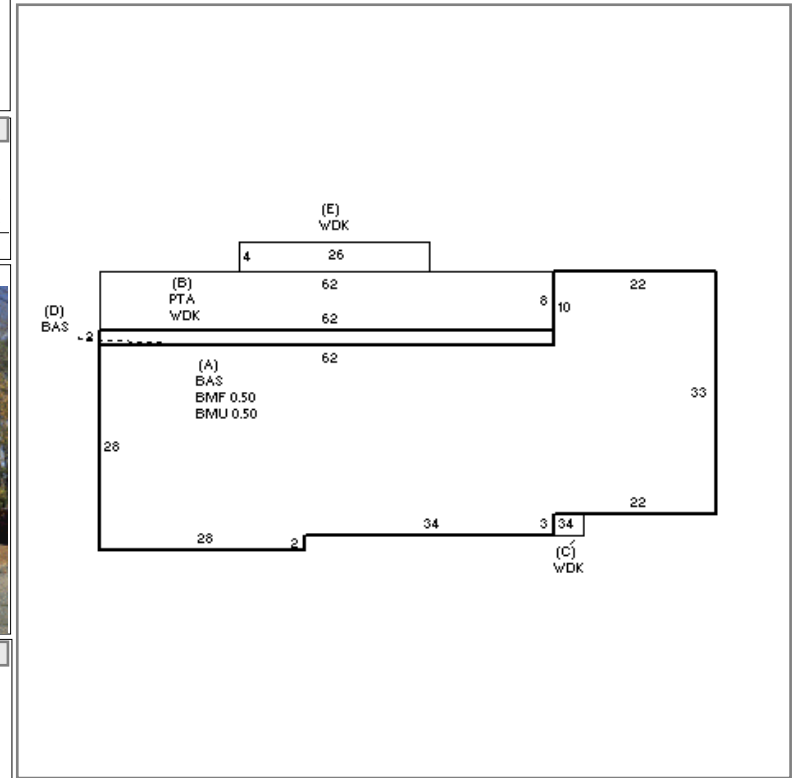 (E)
WDK
4
26
(B)
PTA
WDK
62
8
10
22
62
(D)
BAS
2
62
(A)
BAS
BMF 0.50
BMU 0.50
33
28
22
34
3
34
28
2
(C)
WDK